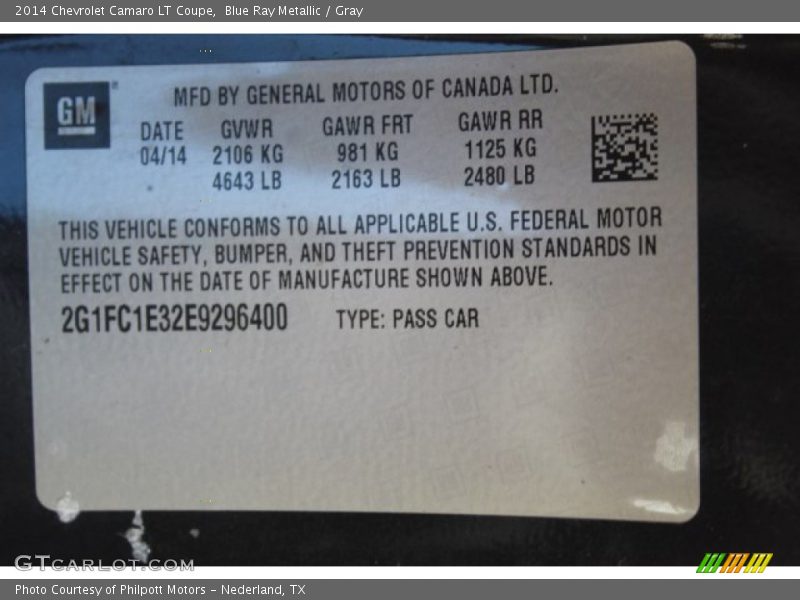 2014 Chevrolet Camaro LT Coupe, Blue Ray Metallic / Gray
GM
MFD BY GENERAL MOTORS OF CANADA LTD.
DATE GVWR GAWR FRT GAWR RR
04/14 2106 KG 981 KG 1125 KG
4643 LB 2163 LB 2480 LB
THIS VEHICLE CONFORMS TO ALL APPLICABLE U.S. FEDERAL MOTOR
VEHICLE SAFETY, BUMPER, AND THEFT PREVENTION STANDARDS IN
EFFECT ON THE DATE OF MANUFACTURE SHOWN ABOVE.
2G1FC1E32E9296400 TYPE: PASS CAR
GTCARLOT.COM
Photo Courtesy of Philpott Motors - Nederland, TX